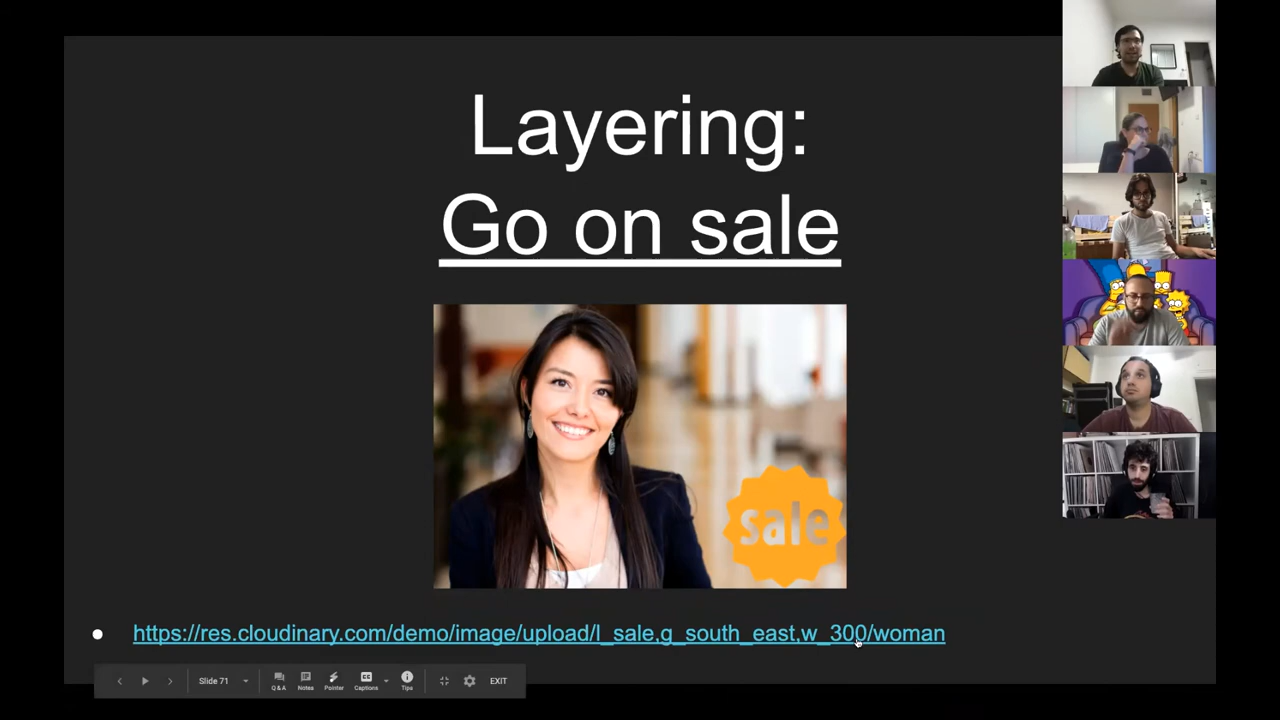 Layering:
Go on sale
sale
● https://res.cloudinary.com/demo/image/upload/l_sale,g_south_east,w_300/woman
Slide 71
Q & A
Notes
Pointer
Captions
Tips
EXIT